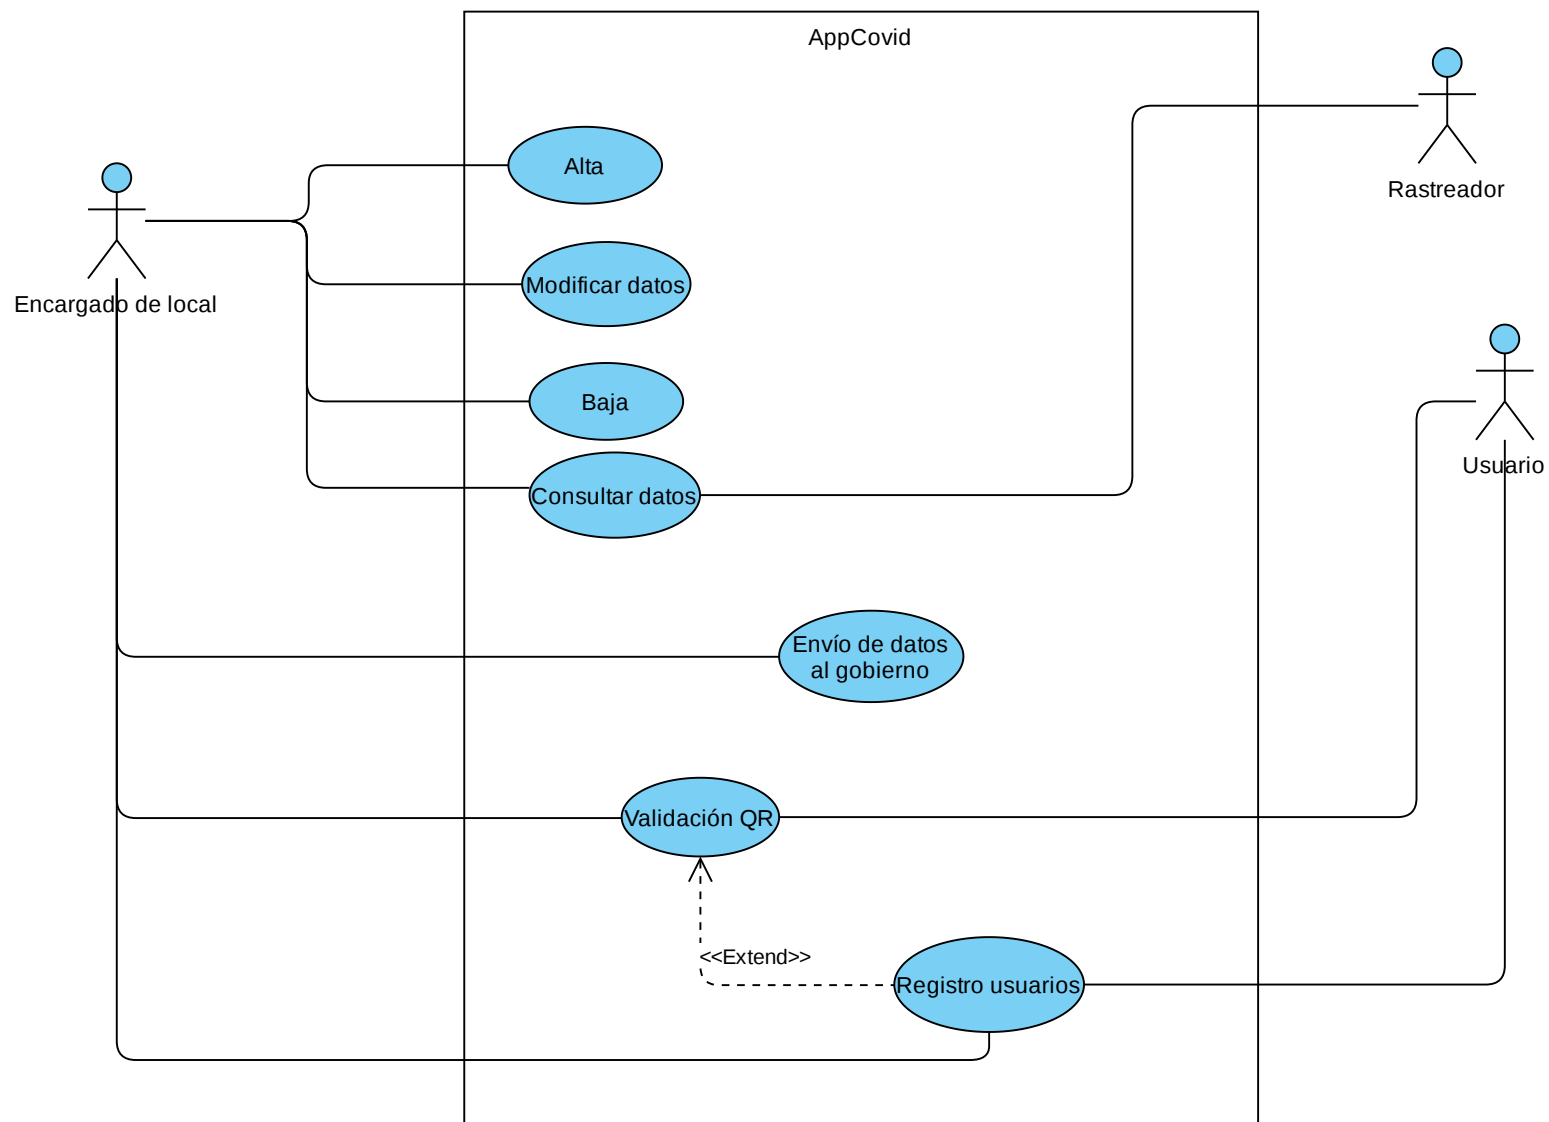 AppCovid
Rastreador
Alta
Encargado de local
Modificar datos
Baja
Usuario
Consultar datos
Envío de datos
al gobierno
Validación QR
<<Extend>>
Registro usuarios